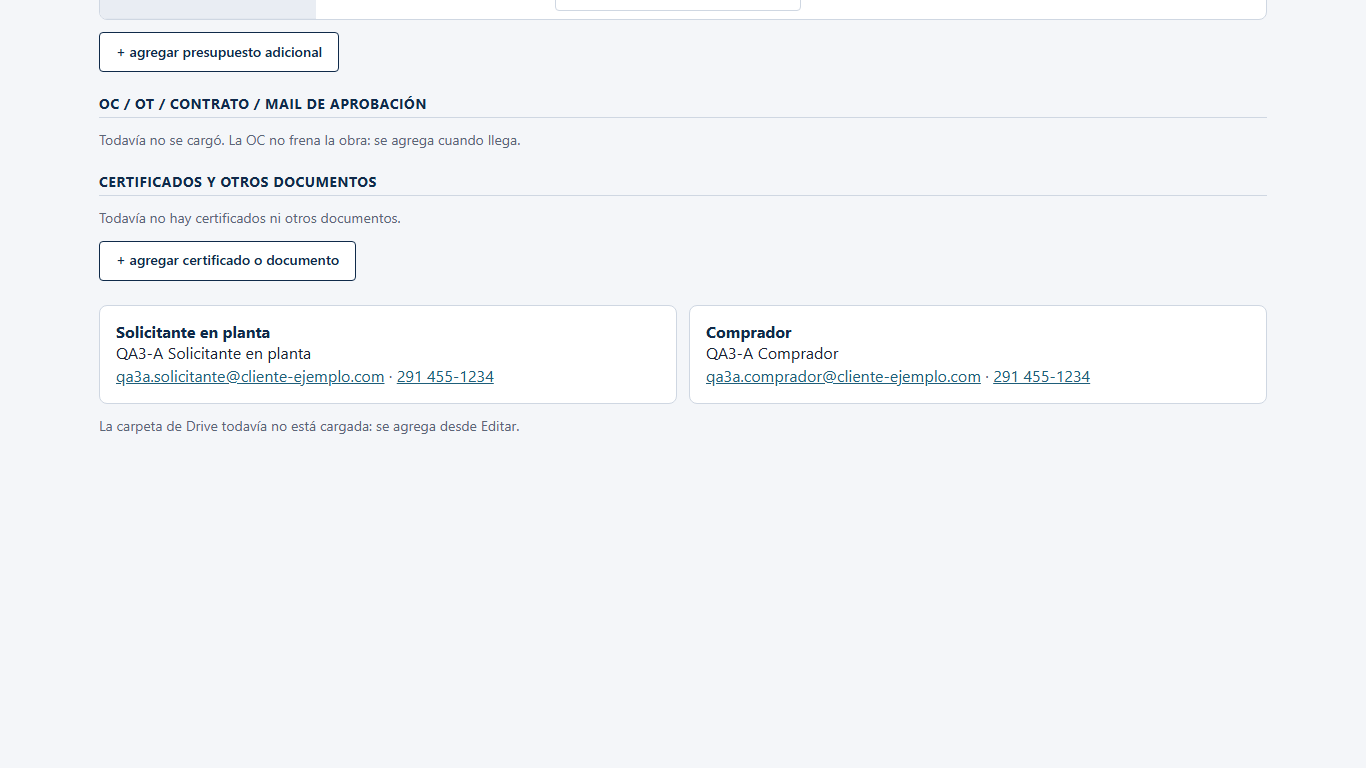 + agregar presupuesto adicional
OC / OT / CONTRATO / MAIL DE APROBACIÓN
Todavía no se cargó. La OC no frena la obra: se agrega cuando llega.
CERTIFICADOS Y OTROS DOCUMENTOS
Todavía no hay certificados ni otros documentos.
+ agregar certificado o documento
Solicitante en planta
QA3-A Solicitante en planta
qa3a.solicitante@cliente-ejemplo.com · 291 455-1234
Comprador
QA3-A Comprador
qa3a.comprador@cliente-ejemplo.com · 291 455-1234
La carpeta de Drive todavía no está cargada: se agrega desde Editar.